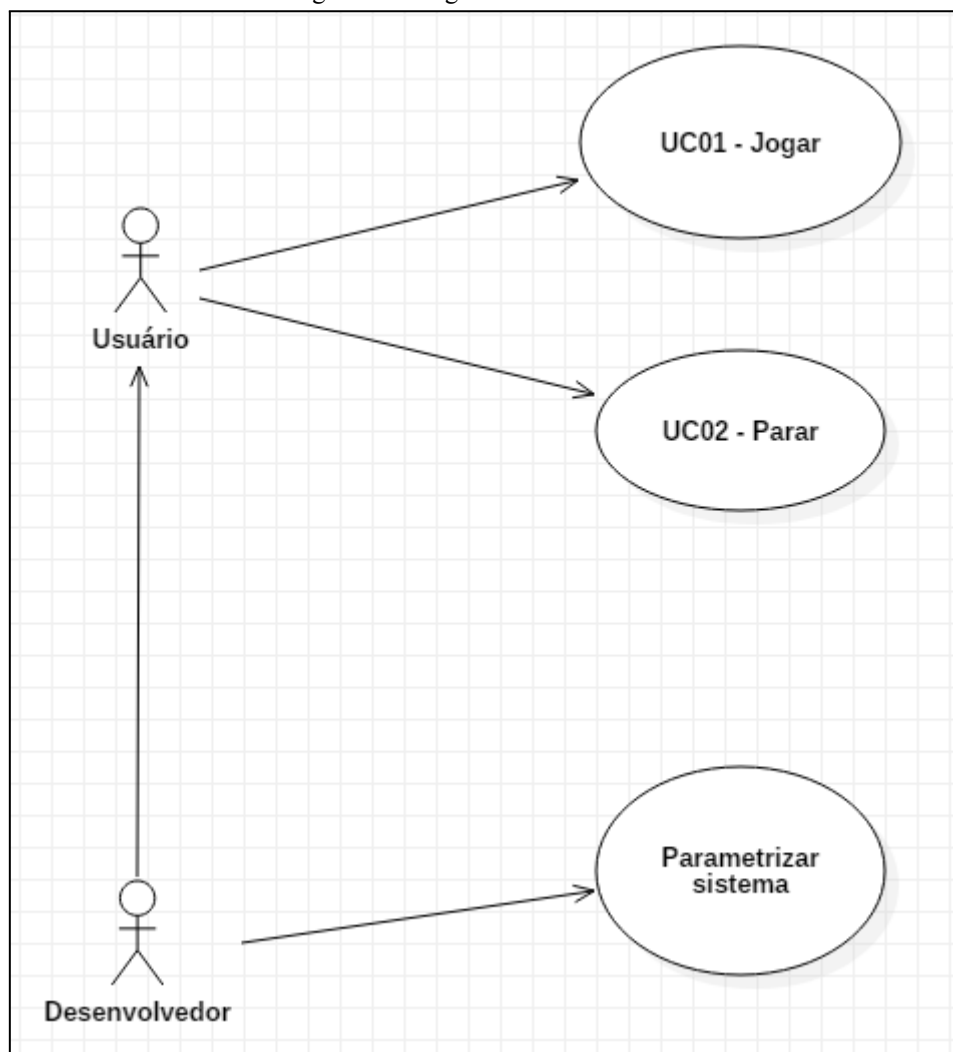 UC01 - Jogar
Usuário
UC02 - Parar
Parametrizar
sistema
Desenvolvedor